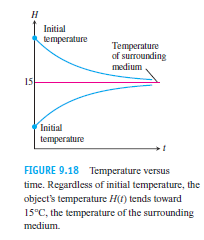 H
Initial
temperature
Temperature
of surrounding
medium
15
Initial
temperature
t
FIGURE 9.18 Temperature versus
time. Regardless of initial temperature, the
object's temperature H(t) tends toward
15°C, the temperature of the surrounding
medium.